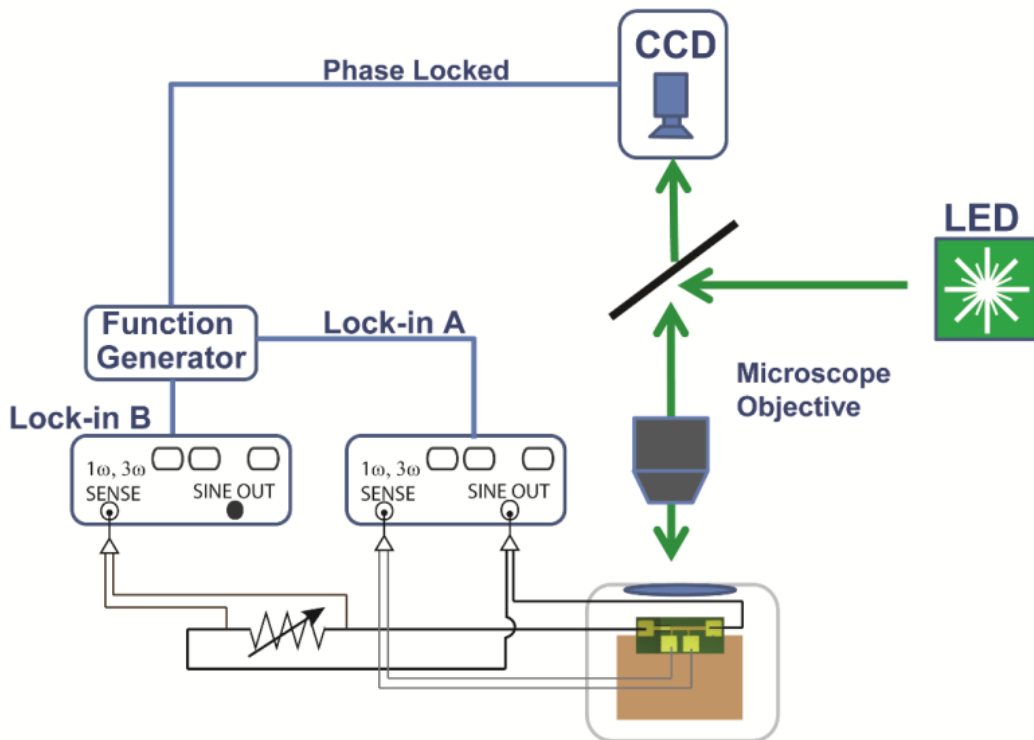 CCD
Phase Locked
LED
Function
Generator
Lock-in A
Microscope
Objective
Lock-in B
1ω, 3ω
SENSE
SINE OUT
1ω, 3ω
SENSE
SINE OUT